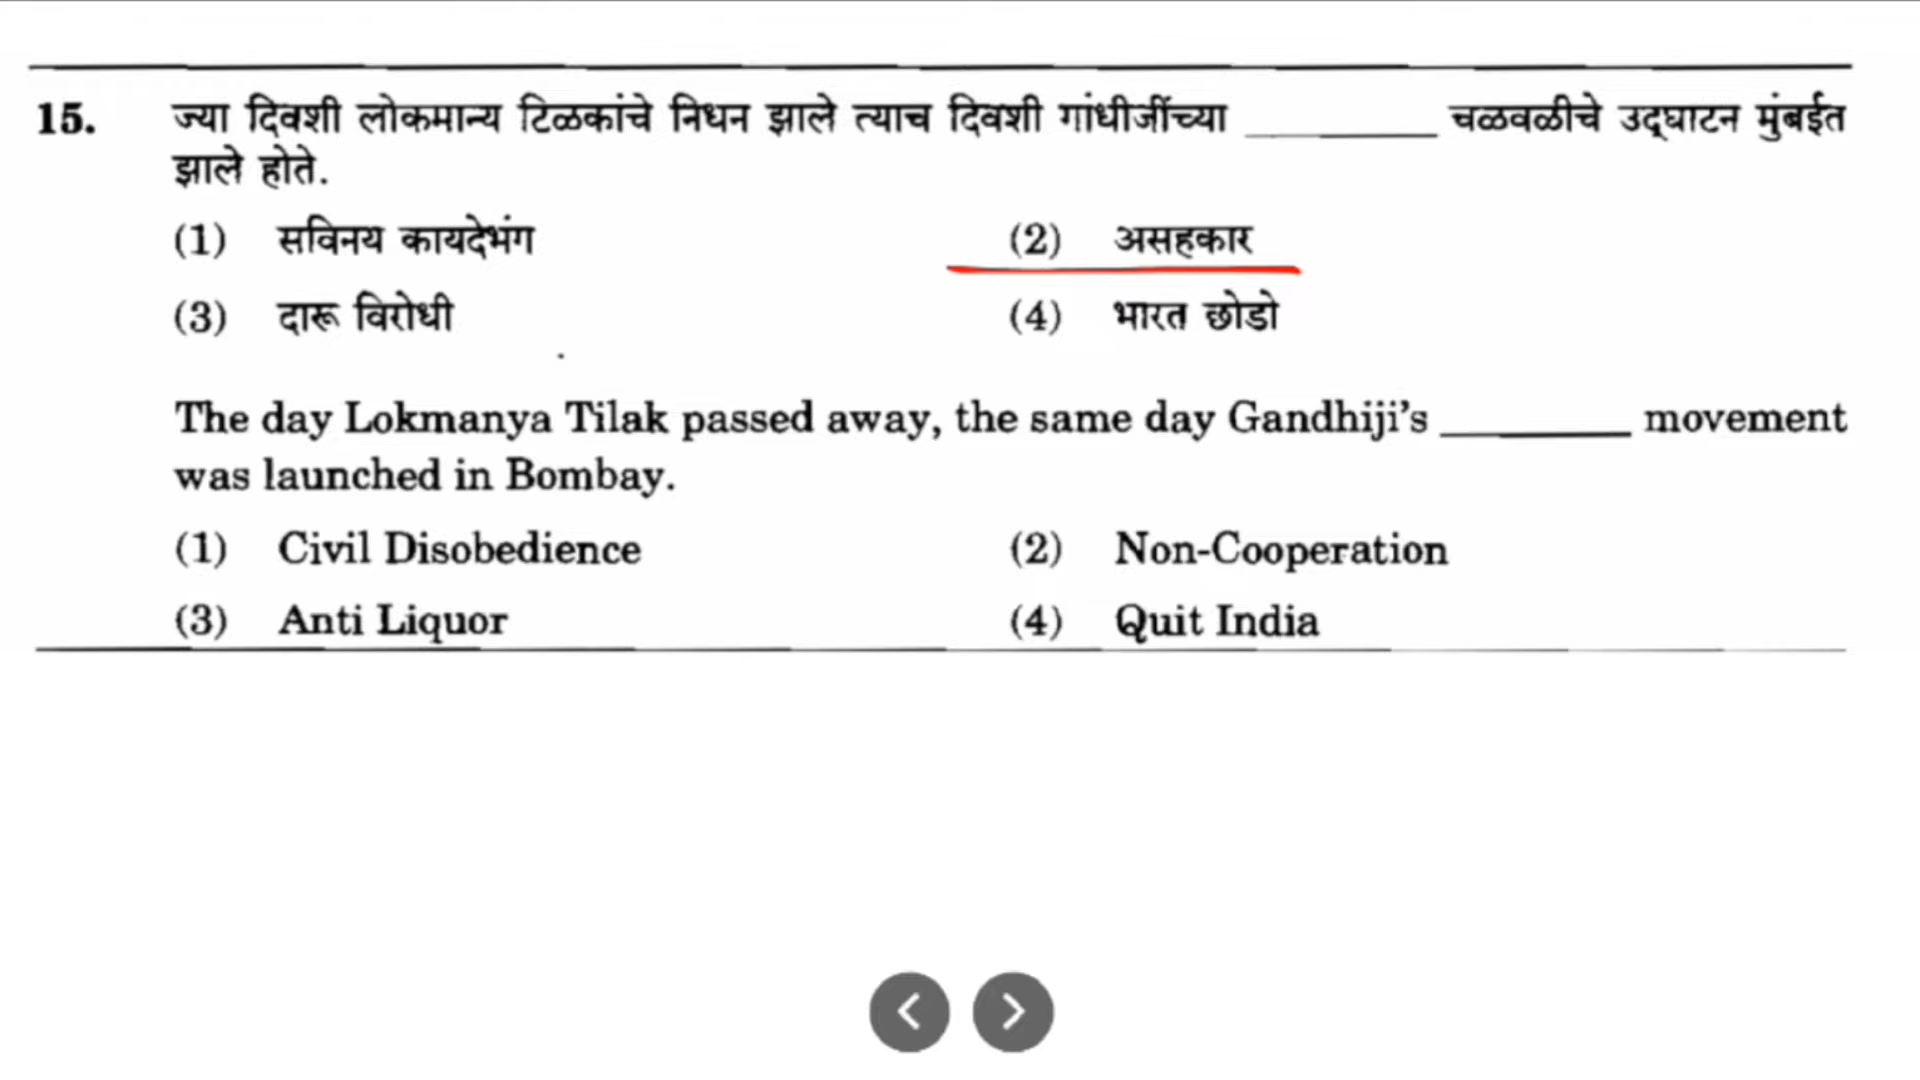 15. ज्या दिवशी लोकमान्य टिळकांचे निधन झाले त्याच दिवशी गांधीजींच्या ________ चळवळीचे उद्‌घाटन मुंबईत
झाले होते.
(1) सविनय कायदेभंग (2) असहकार
(3) दारू विरोधी (4) भारत छोडो
The day Lokmanya Tilak passed away, the same day Gandhiji's ________ movement
was launched in Bombay.
(1) Civil Disobedience (2) Non-Cooperation
(3) Anti Liquor (4) Quit India